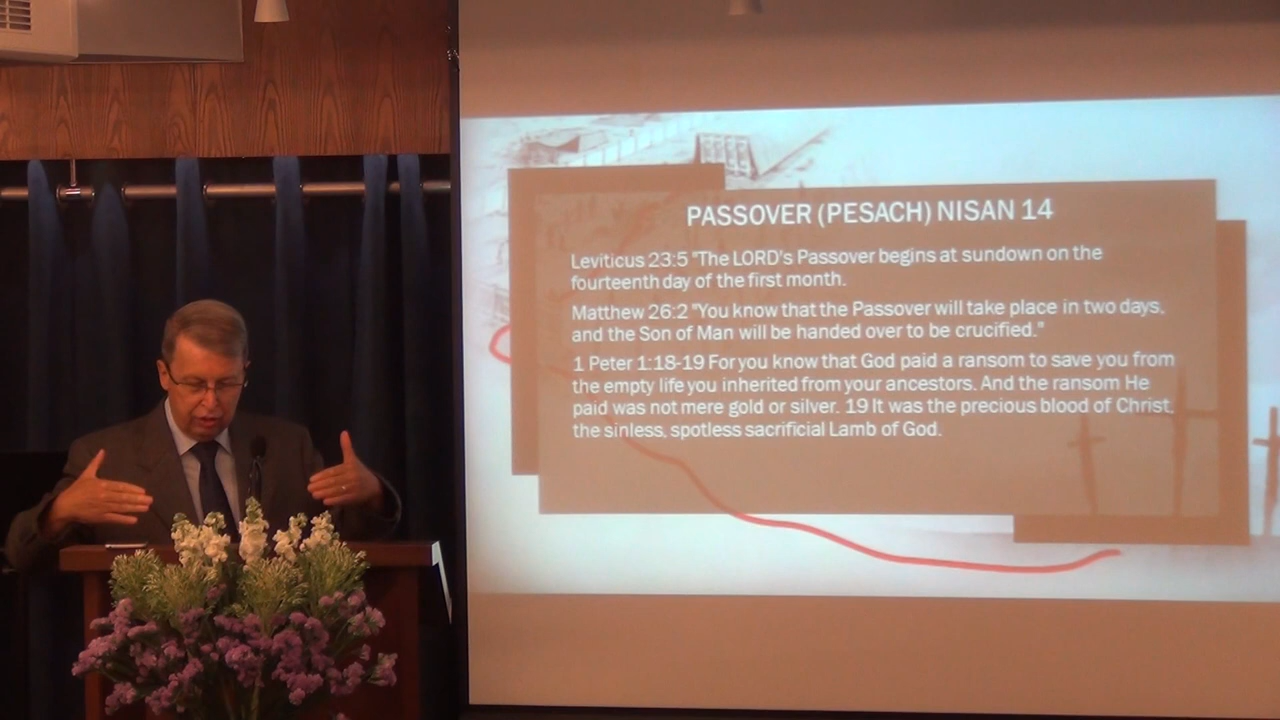 PASSOVER (PESACH) NISAN 14
Leviticus 23:5 "The LORD's Passover begins at sundown on the
fourteenth day of the first month.
Matthew 26:2 "You know that the Passover will take place in two days,
and the Son of Man will be handed over to be crucified."
1 Peter 1:18-19 For you know that God paid a ransom to save you from
the empty life you inherited from your ancestors. And the ransom He
paid was not mere gold or silver. 19 It was the precious blood of Christ,
the sinless, spotless sacrificial Lamb of God.